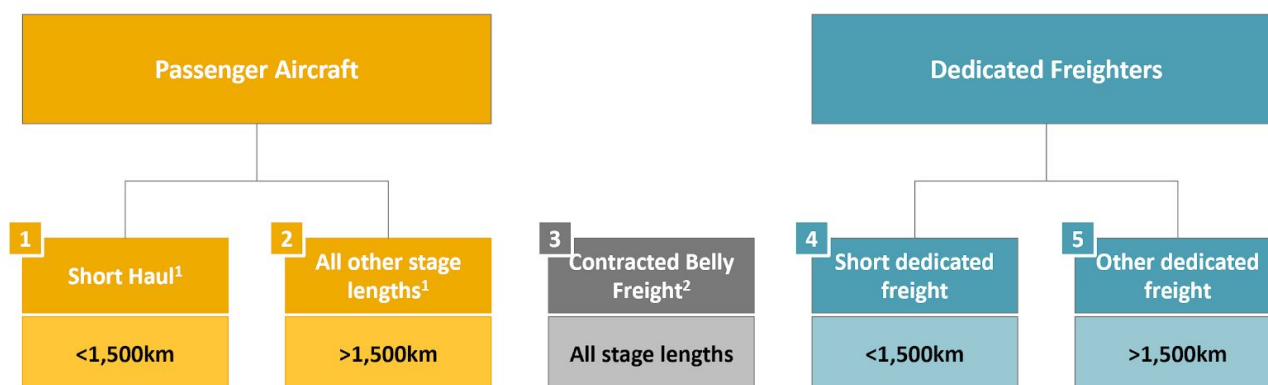 Passenger Aircraft
Dedicated Freighters
1
Short Haul¹
<1,500km
2
All other stage
lengths¹
>1,500km
3
Contracted Belly
Freight²
All stage lengths
4
Short dedicated
freight
<1,500km
5
Other dedicated
freight
>1,500km